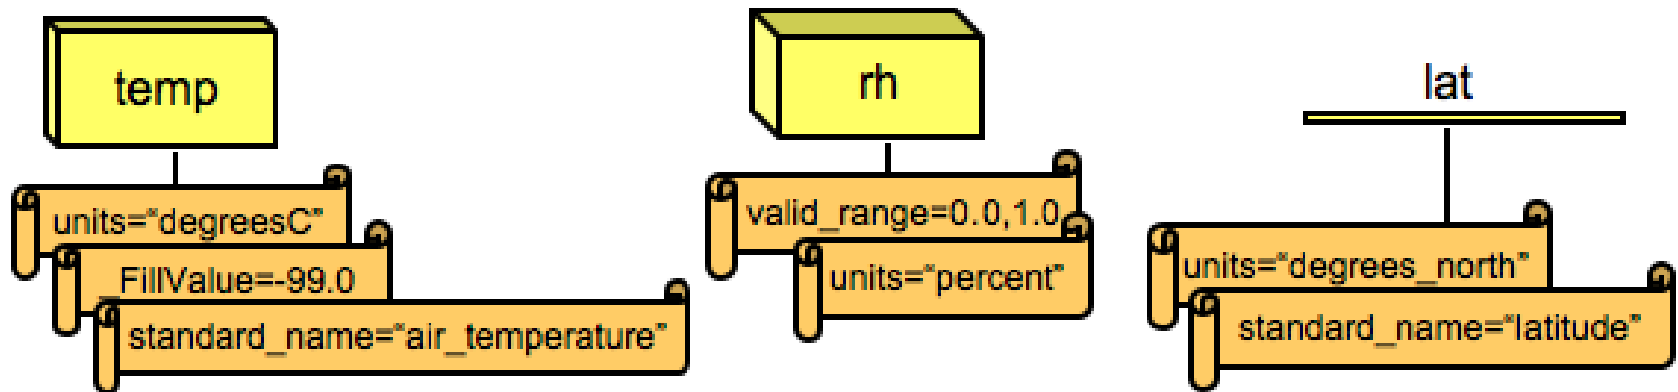 temp
units=“degreesC”
_FillValue=-99.0
standard_name=“air_temperature”
rh
valid_range=0.0,1.0
units=“percent”
lat
units=“degrees_north”
standard_name=“latitude”